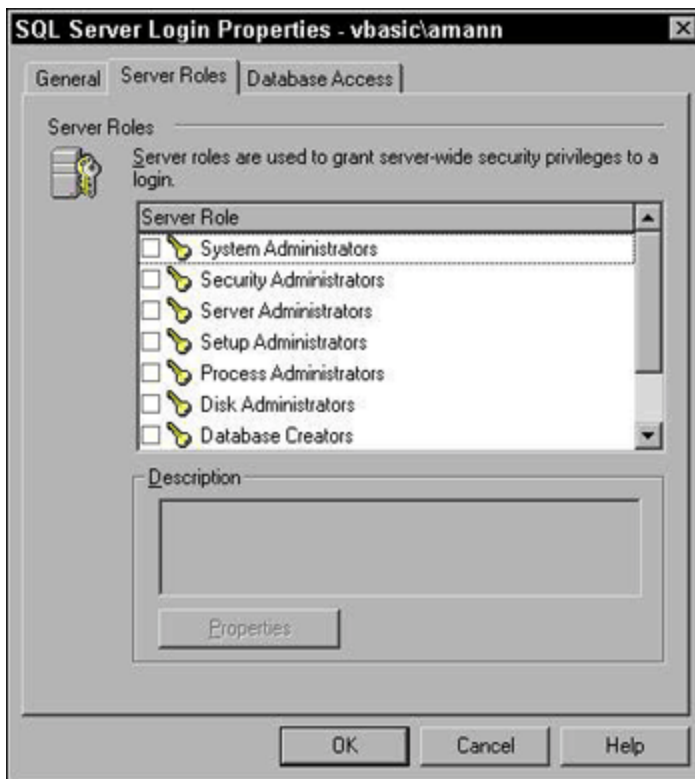 SQL Server Login Properties - vbasic\amann
General
Server Roles
Database Access
Server Roles
Server roles are used to grant server-wide security privileges to a
login.
Server Role
System Administrators
Security Administrators
Server Administrators
Setup Administrators
Process Administrators
Disk Administrators
Database Creators
Description
Properties
OK
Cancel
Help